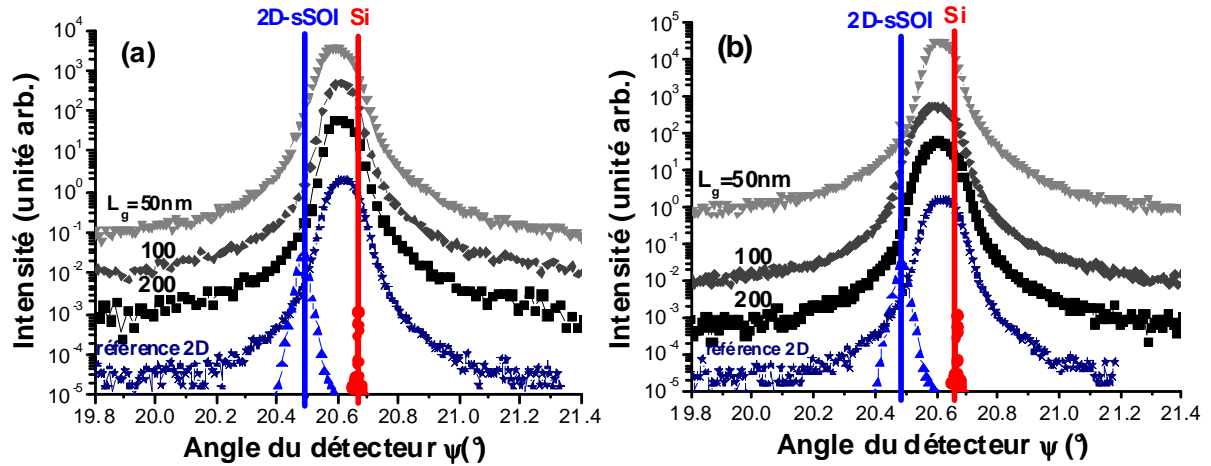 2D-sSOI Si
(a)
Intensité (unité arb.)
10^4
10^3
10^2
10^1
10^0
10^-1
10^-2
10^-3
10^-4
10^-5
L_g=50nm
100
200
référence 2D
19.8 20.0 20.2 20.4 20.6 20.8 21.0 21.2 21.4
Angle du détecteur ψ(°)
2D-sSOI Si
(b)
Intensité (unité arb.)
10^5
10^4
10^3
10^2
10^1
10^0
10^-1
10^-2
10^-3
10^-4
10^-5
L_g=50nm
100
200
référence 2D
19.8 20.0 20.2 20.4 20.6 20.8 21.0 21.2 21.4
Angle du détecteur ψ (°)